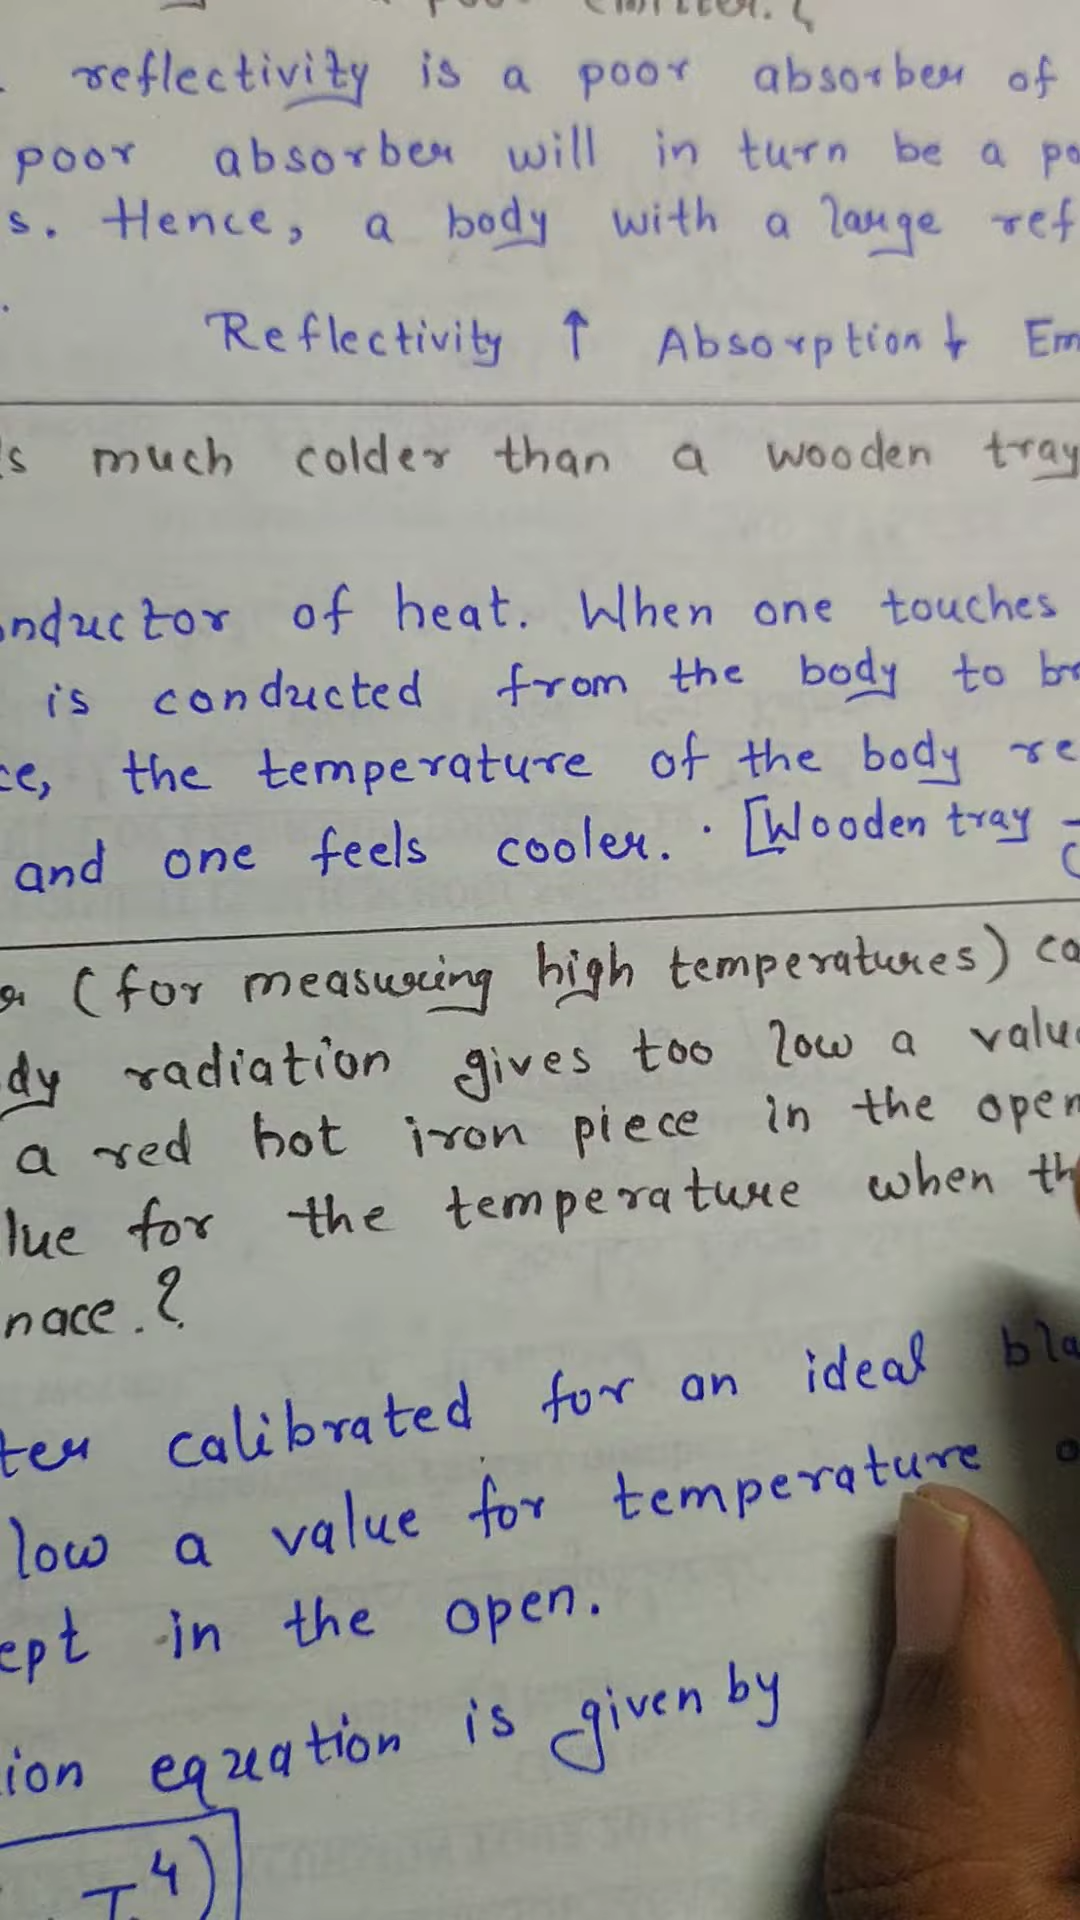 reflectivity is a poor absorber of
poor absorber will in turn be a
s. Hence, a body with a large ref
Reflectivity ↑ Absorption ↓ Em
s much colder than a wooden tray
nductor of heat. When one touches
is conducted from the body to
ce, the temperature of the body re
and one feels cooler. [Wooden tray
(for measuring high temperatures)
dy radiation gives too low a value
a red hot iron piece in the open
lue for the temperature when
nace.?
ter calibrated for an ideal bla
low a value for temperature
ept in the open.
ion equation is given by
T⁴)